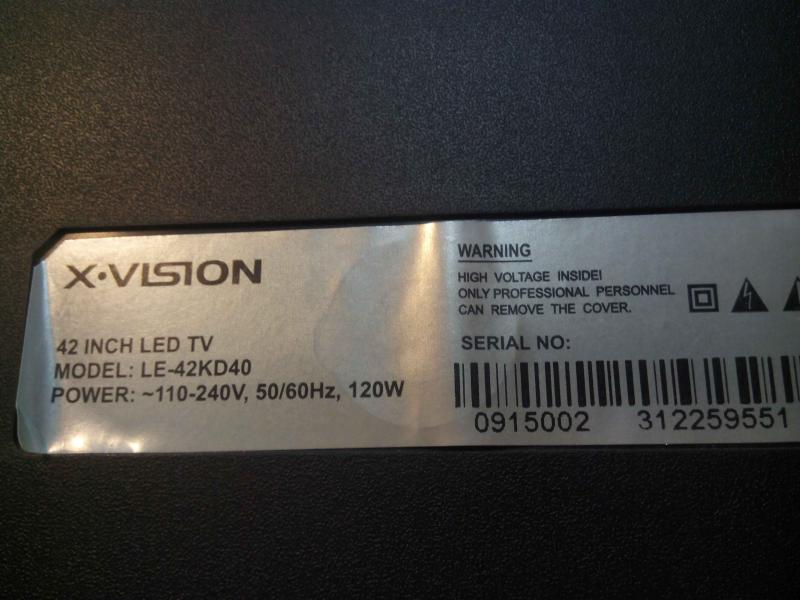 X·VISION
42 INCH LED TV
MODEL: LE-42KD40
POWER: ~110-240V, 50/60Hz, 120W
WARNING
HIGH VOLTAGE INSIDE!
ONLY PROFESSIONAL PERSONNEL
CAN REMOVE THE COVER.
SERIAL NO:
0915002 312259551